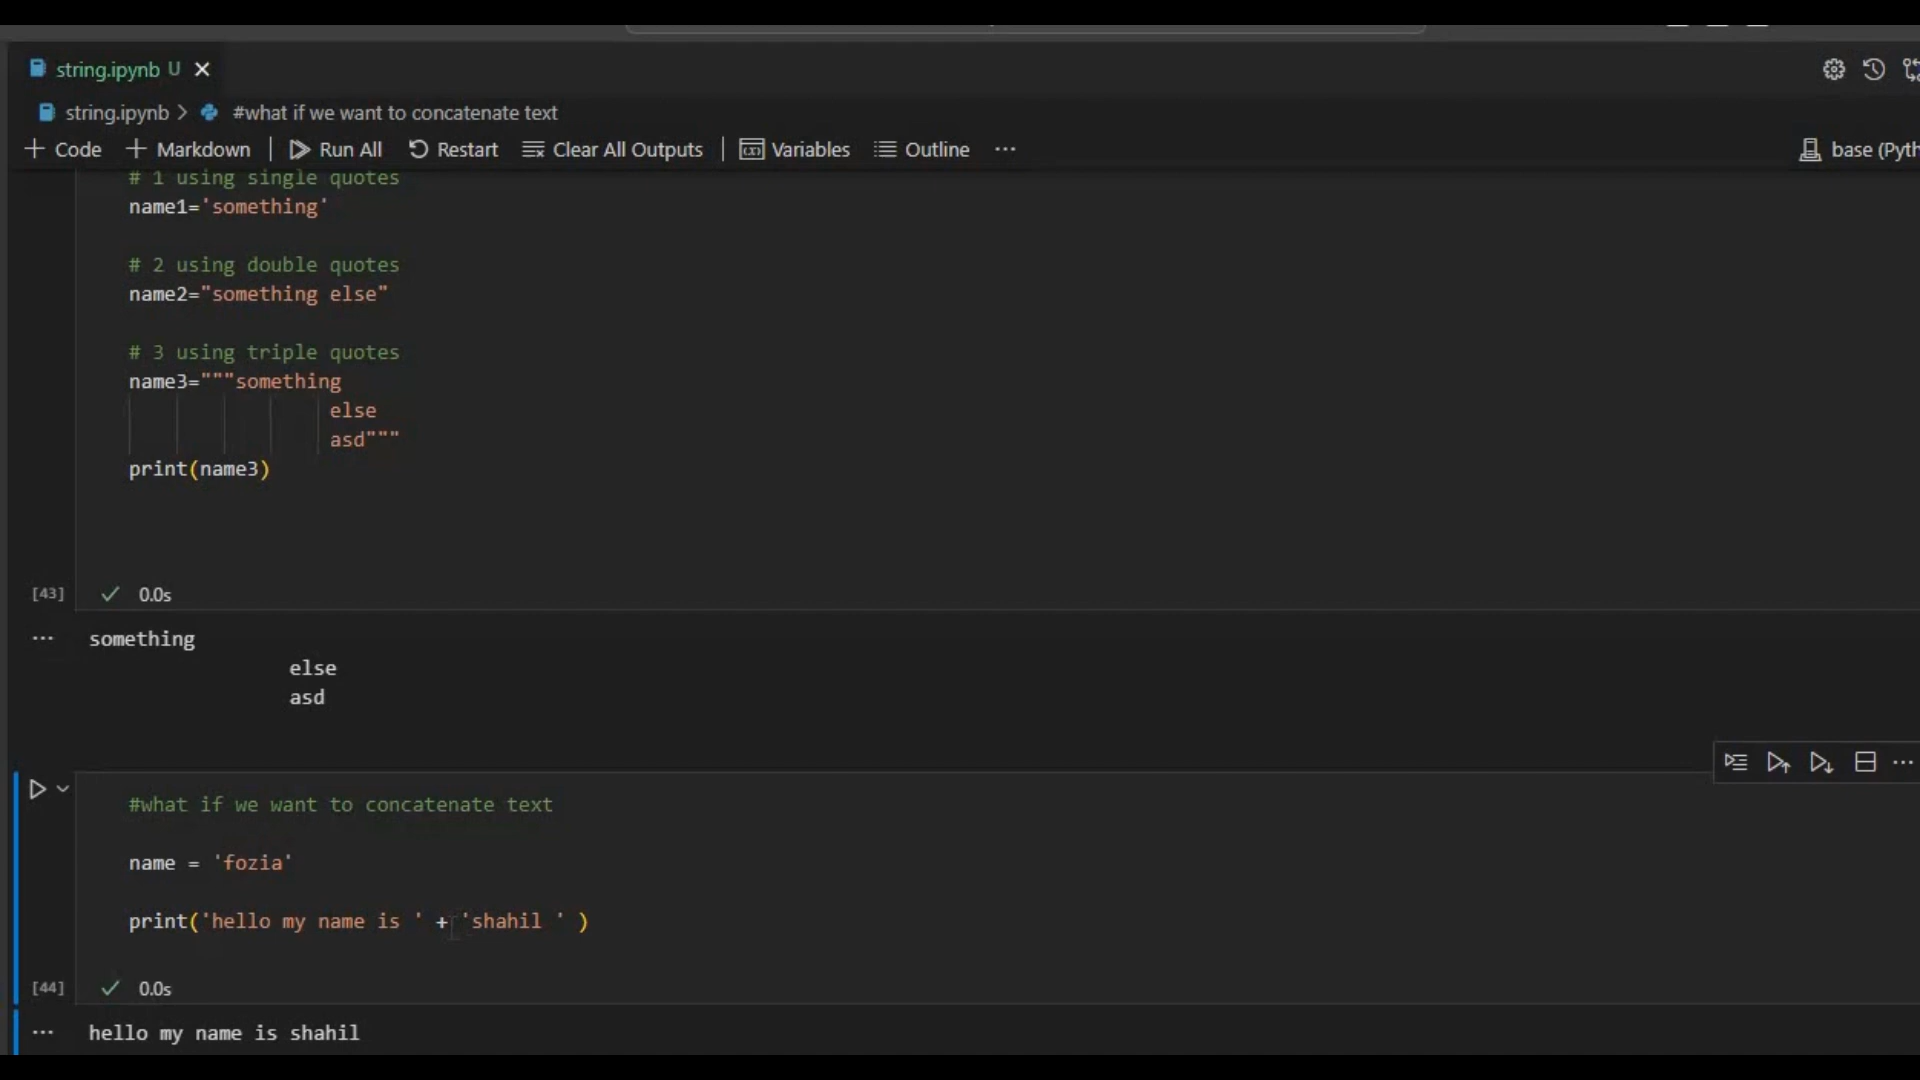 string.ipynb U
string.ipynb > #what if we want to concatenate text
+ Code + Markdown | Run All Restart Clear All Outputs | Variables Outline ...
base (Pyth
# 1 using single quotes
name1='something'
# 2 using double quotes
name2="something else"
# 3 using triple quotes
name3="""something
else
asd"""
print(name3)
[43] 0.0s
... something
else
asd
#what if we want to concatenate text
name = 'fozia'
print('hello my name is ' + 'shahil ' )
[44] 0.0s
... hello my name is shahil